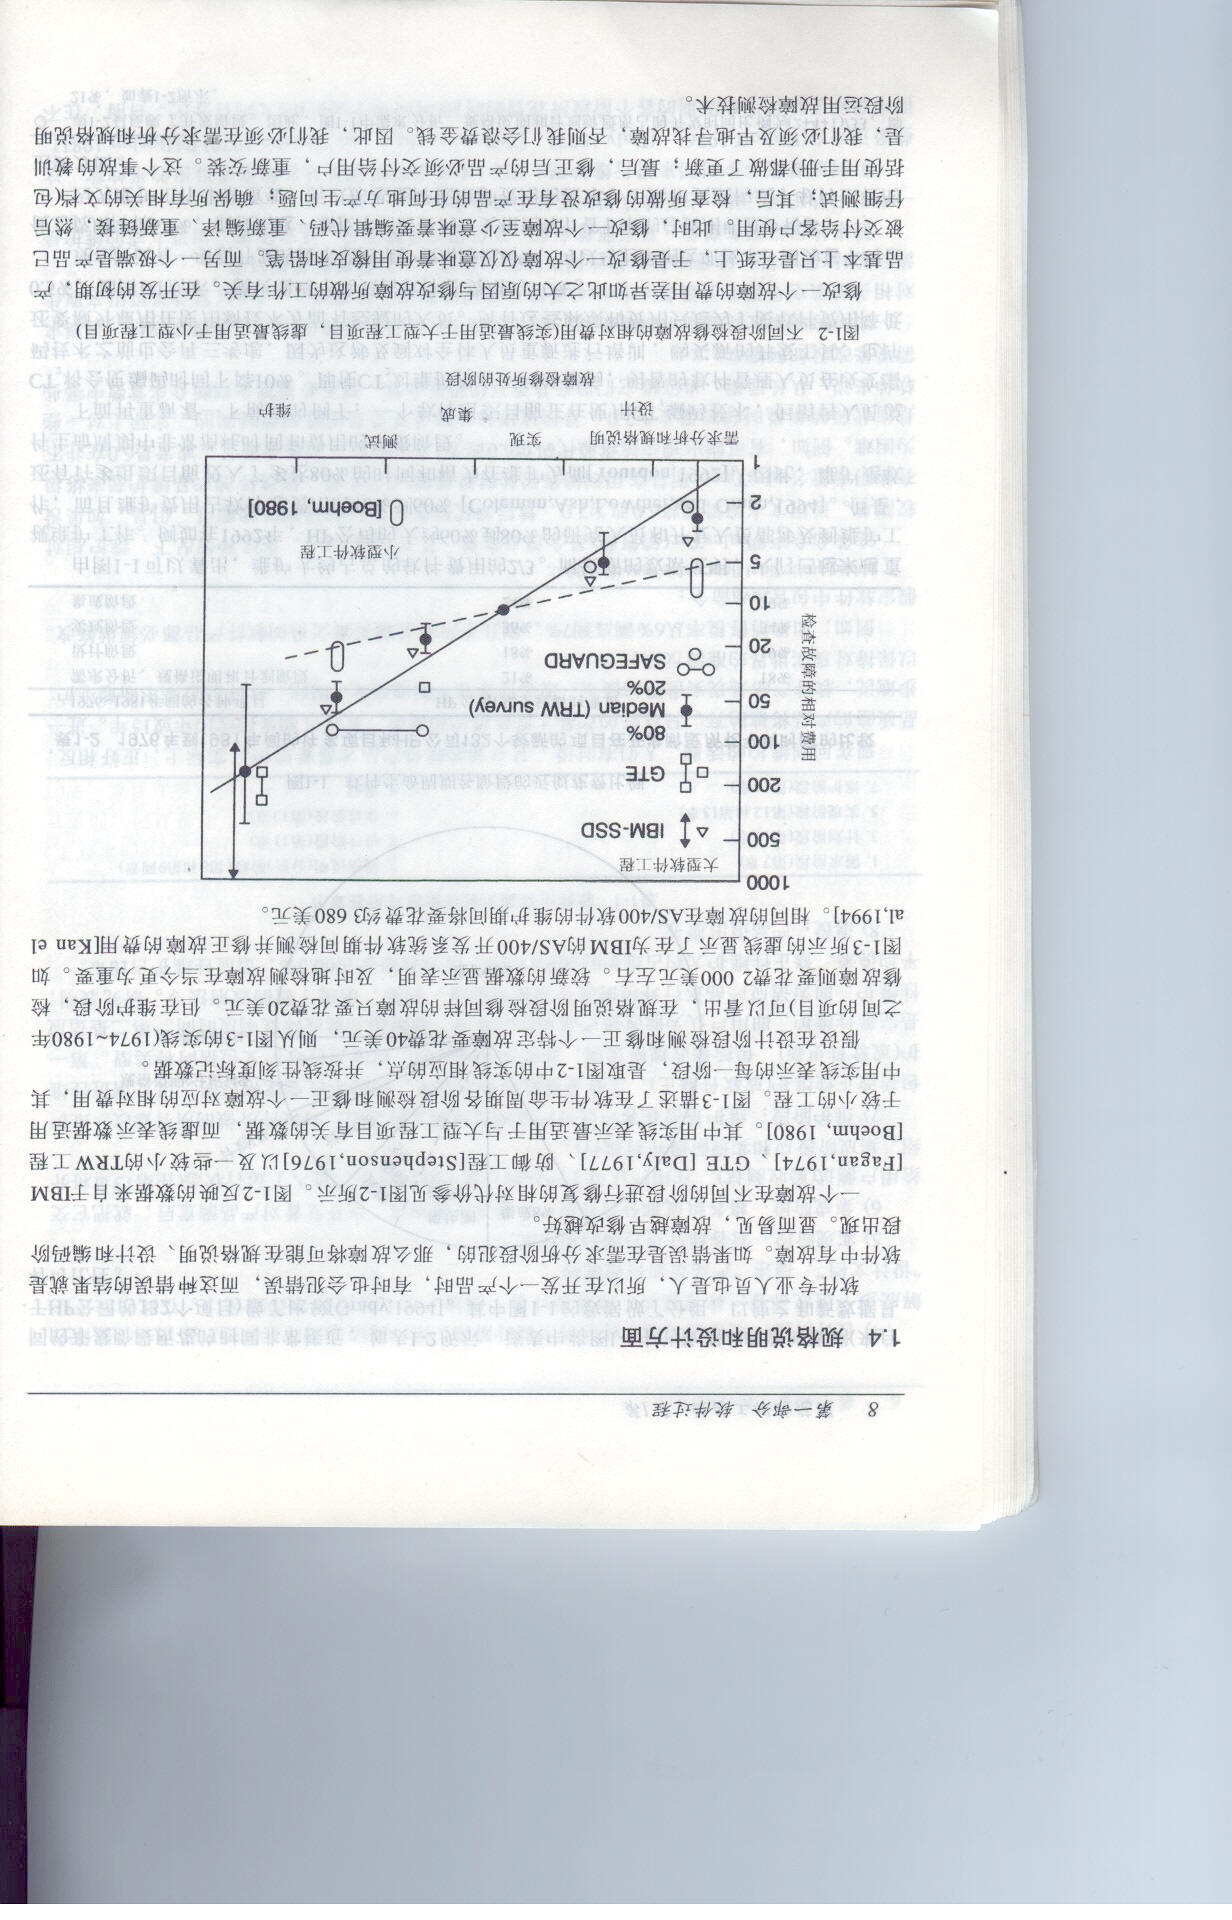 8 第一部分 软件过程
1.4 规格说明和设计方面
软件专业人员也是人，所以在开发一个产品时，有时也会犯错误，而这种错误的结果就是
软件中有故障。如果错误是在需求分析阶段犯的，那么故障将可能在规格说明、设计和编码阶
段出现。显而易见，故障越早修改越好。
一个故障在不同的阶段进行修复的相对代价参见图1-2所示。图1-2反映的数据来自于IBM
[Fagan,1974]、GTE [Daly,1977]、防御工程[Stephenson,1976]以及一些较小的TRW工程
[Boehm, 1980]。其中用实线表示最适用于与大型工程项目有关的数据，而虚线表示数据适用
于较小的工程。图1-3描述了在软件生命周期各阶段检测和修正一个故障对应的相对费用，其
中用实线表示的每一阶段，是取图1-2中的实线相应的点，并按线性刻度标记数据。
假设在设计阶段检测和修正一个特定故障要花费40美元，则从图1-3的实线(1974~1980年
之间的项目)可以看出，在规格说明阶段检修同样的故障只要花费20美元。但在维护阶段，检
修故障则要花费2 000美元左右。较新的数据显示表明，及时地检测故障在当今更为重要。如
图1-3所示的虚线显示了在为IBM的AS/400开发系统软件期间检测并修正故障的费用[Kan et
al,1994]。相同的故障在AS/400软件的维护期间将要花费约3 680美元。
1000
500
200
100
50
20
10
5
2
1
检查故障的相对费用
大型软件工程
IBM-SSD
GTE
80%
Median (TRW survey)
20%
SAFEGUARD
小型软件工程
[Boehm, 1980]
需求分析和规格说明
设计
实现
集成
测试
维护
故障检修所处的阶段
图1-2 不同阶段检修故障的相对费用(实线最适用于大型工程项目，虚线最适用于小型工程项目)
修改一个故障的费用差异如此之大的原因与修改故障所做的工作有关。在开发的初期，产
品基本上只是在纸上，于是修改一个故障仅仅意味着使用橡皮和铅笔。而另一个极端是产品已
被交付给客户使用。此时，修改一个故障至少意味着要编辑代码、重新编译、重新链接，然后
仔细测试；其后，检查所做的修改没有在产品的任何地方产生问题；确保所有相关的文档(包
括使用手册)都做了更新；最后，修正后的产品必须交付给用户，重新安装。这个事故的教训
是，我们必须及早地寻找故障，否则我们会浪费金钱。因此，我们必须在需求分析和规格说明
阶段运用故障检测技术。